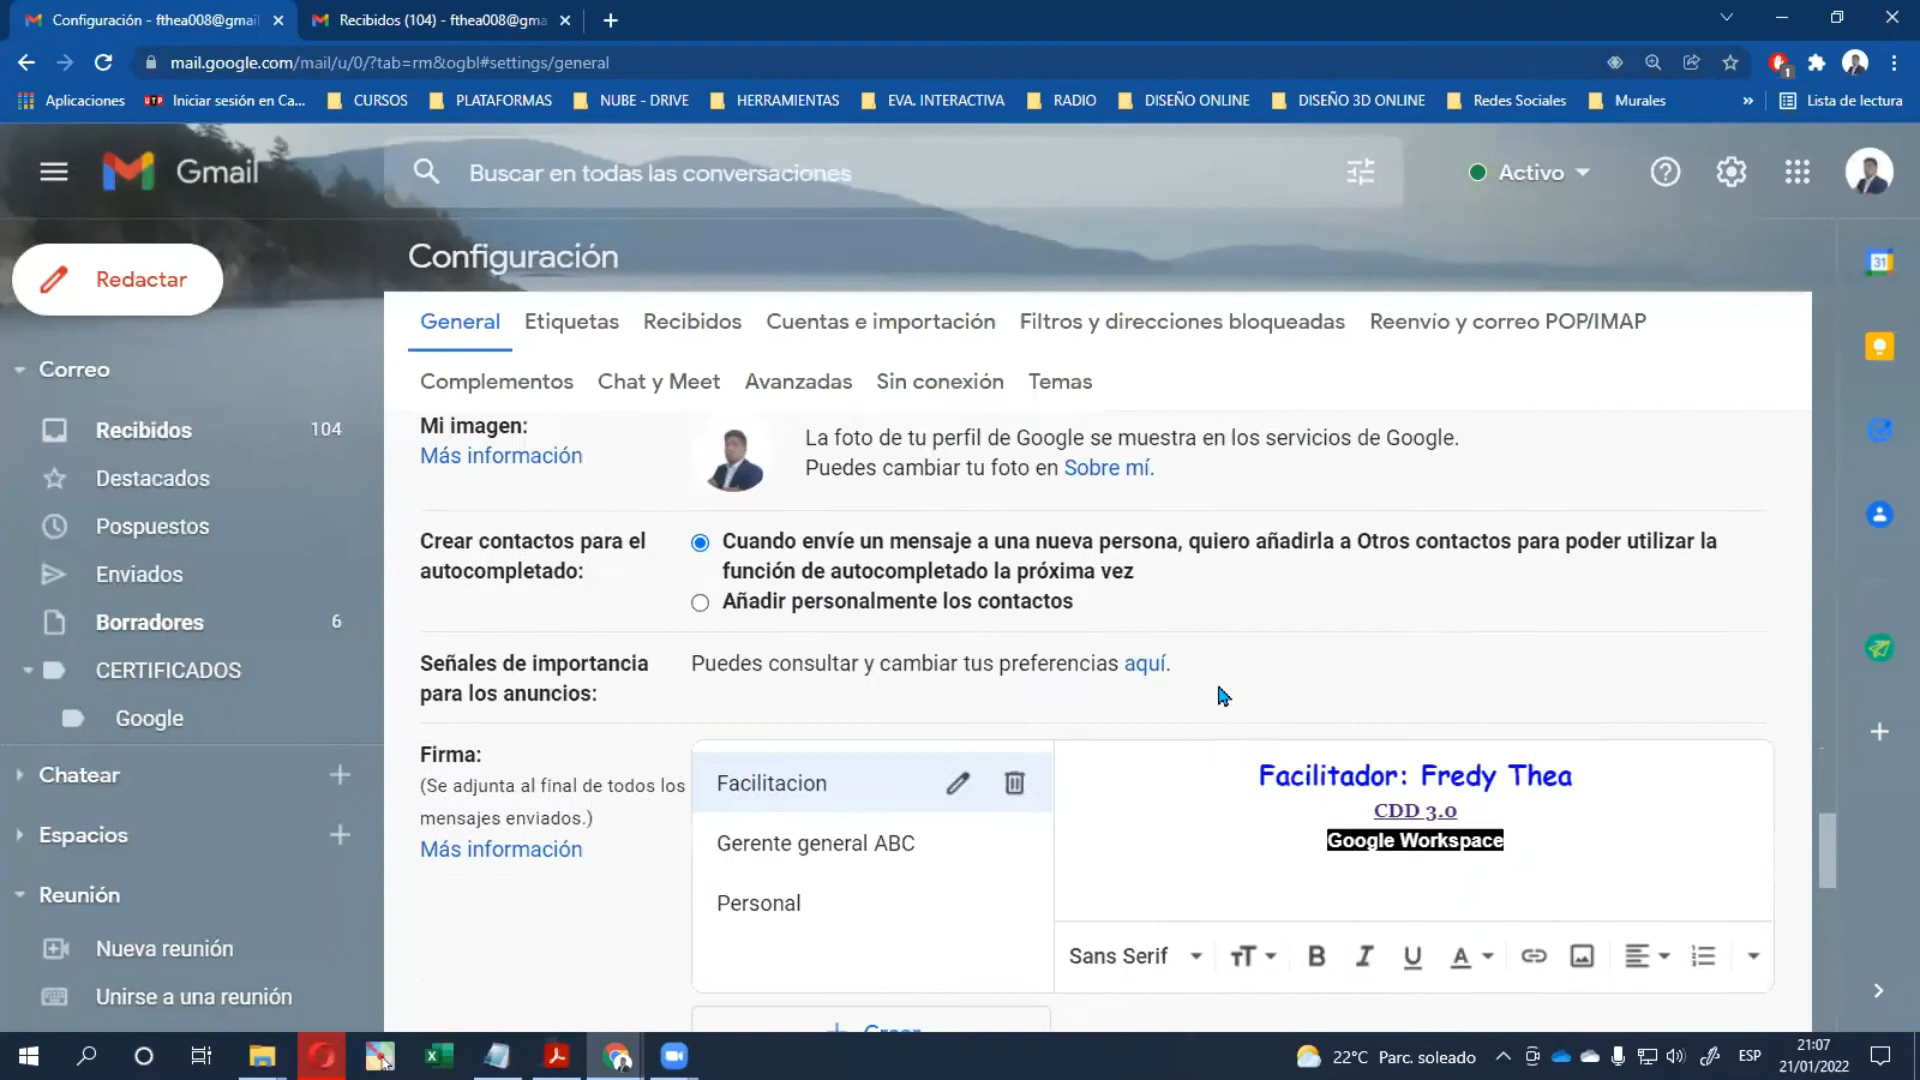 Configuración - fthea008@gmai
Recibidos (104) - fthea008@gma
mail.google.com/mail/u/0/?tab=rm&ogbl#settings/general
1
Aplicaciones
UTP Iniciar sesión en Ca...
CURSOS
PLATAFORMAS
NUBE - DRIVE
HERRAMIENTAS
EVA. INTERACTIVA
RADIO
DISEÑO ONLINE
DISEÑO 3D ONLINE
Redes Sociales
Murales
»
Lista de lectura
Gmail
Buscar en todas las conversaciones
Activo
Redactar
Configuración
31
General Etiquetas Recibidos Cuentas e importación Filtros y direcciones bloqueadas Reenvío y correo POP/IMAP
Complementos Chat y Meet Avanzadas Sin conexión Temas
Correo
Recibidos 104
Destacados
Pospuestos
Enviados
Borradores 6
CERTIFICADOS
Google
Chatear
Espacios
Reunión
Nueva reunión
Unirse a una reunión
Mi imagen:
Más información
La foto de tu perfil de Google se muestra en los servicios de Google.
Puedes cambiar tu foto en Sobre mí.
Crear contactos para el
autocompletado:
Cuando envíe un mensaje a una nueva persona, quiero añadirla a Otros contactos para poder utilizar la
función de autocompletado la próxima vez
Añadir personalmente los contactos
Señales de importancia
para los anuncios:
Puedes consultar y cambiar tus preferencias aquí.
Firma:
(Se adjunta al final de todos los
mensajes enviados.)
Más información
Facilitacion
Gerente general ABC
Personal
Facilitador: Fredy Thea
CDD 3.0
Google Workspace
Sans Serif
Crear
22°C Parc. soleado
ESP
21:07
21/01/2022